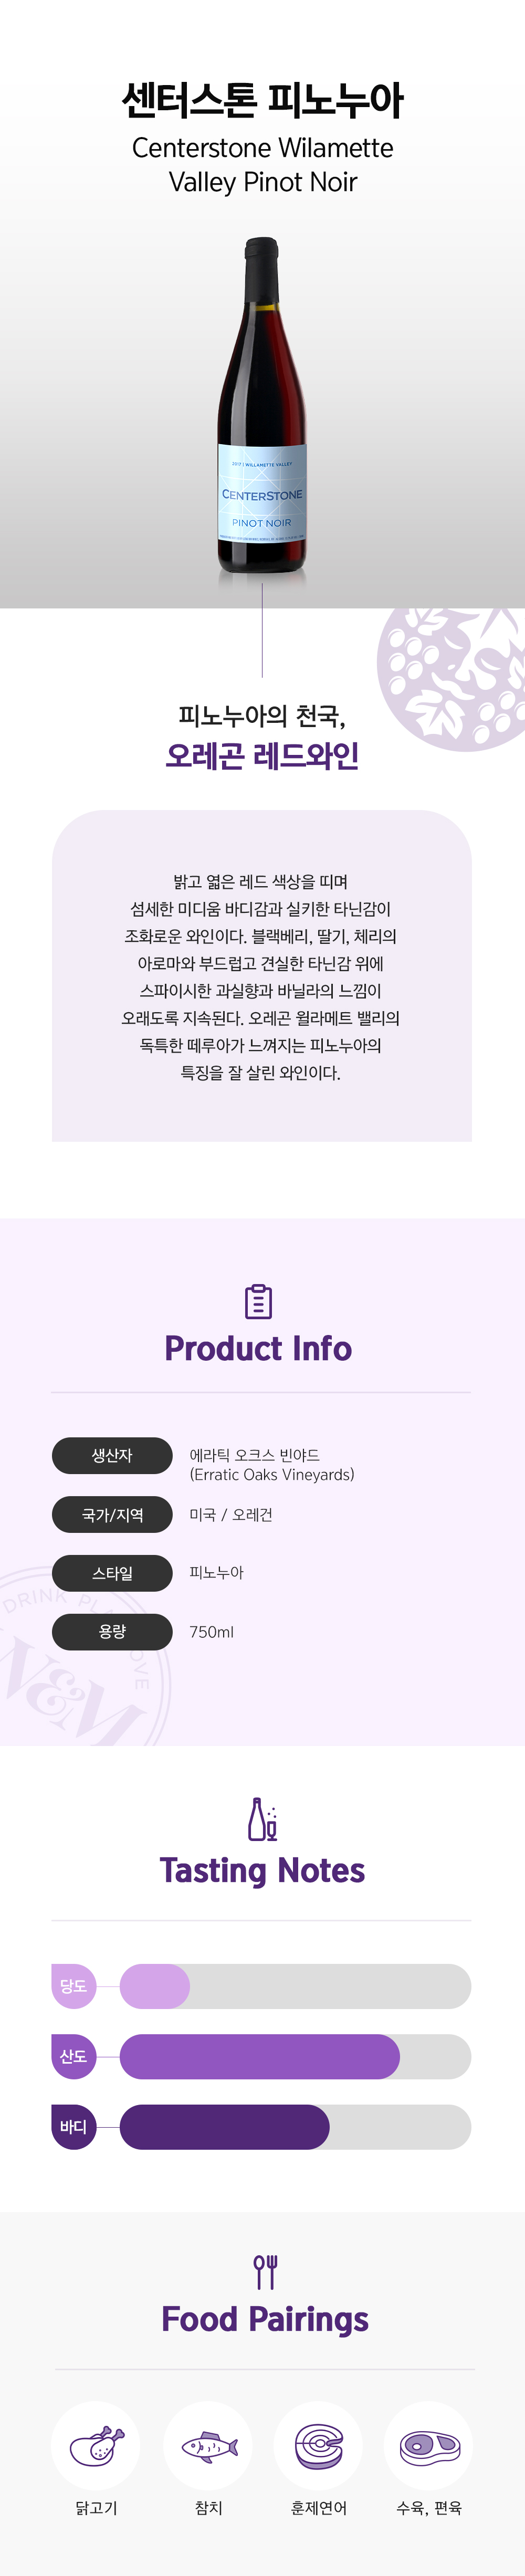 센터스톤 피노누아
Centerstone Wilamette
Valley Pinot Noir
2017 | WILLAMETTE VALLEY
CENTERSTONE
PINOT NOIR
피노누아의 천국,
오레곤 레드와인
밝고 엷은 레드 색상을 띠며
섬세한 미디움 바디감과 실키한 타닌감이
조화로운 와인이다. 블랙베리, 딸기, 체리의
아로마와 부드럽고 견실한 타닌감 위에
스파이시한 과실향과 바닐라의 느낌이
오래도록 지속된다. 오레곤 윌라메트 밸리의
독특한 떼루아가 느껴지는 피노누아의
특징을 잘 살린 와인이다.
Product Info
생산자
에라틱 오크스 빈야드
(Erratic Oaks Vineyards)
국가/지역
미국 / 오레건
스타일
피노누아
용량
750ml
DRINK
W&M
Tasting Notes
당도
산도
바디
Food Pairings
닭고기
참치
훈제연어
수육, 편육